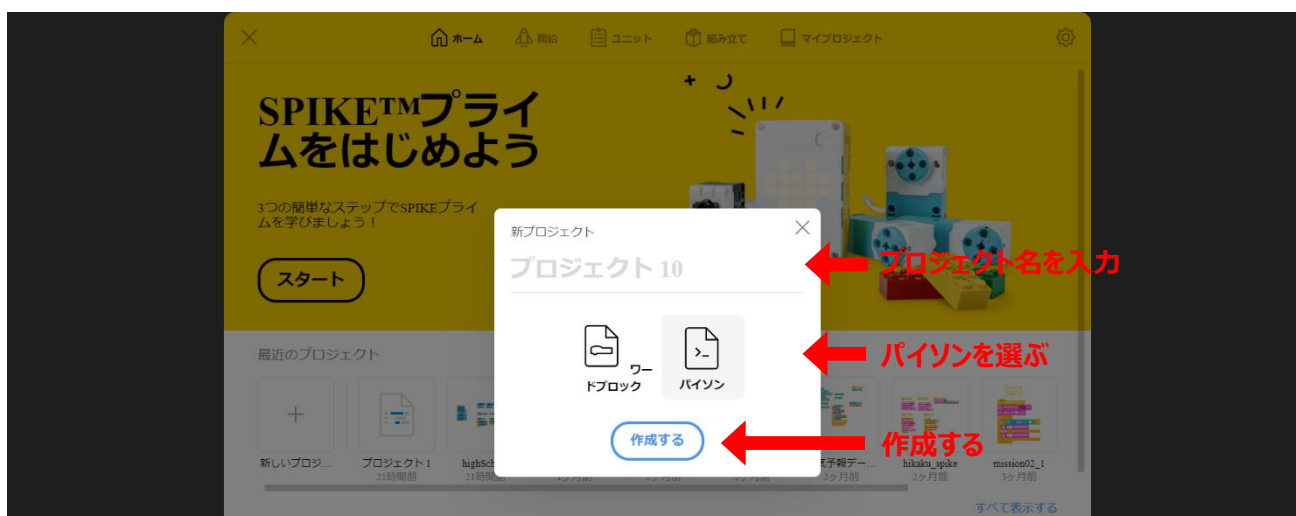 ホーム
開始
ユニット
組み立て
マイプロジェクト
SPIKE™プライ
ムをはじめよう
3つの簡単なステップでSPIKEプライ
ムを学びましょう！
スタート
新プロジェクト
プロジェクト 10
プロジェクト名を入力
ワー
ドブロック
パイソン
パイソンを選ぶ
作成する
作成する
最近のプロジェクト
新しいプロジ...
プロジェクト 1
21時間前
highSch
21時間前
2ヶ月前
hikaku_spike
2ヶ月前
mission02_1
3ヶ月前
すべて表示する